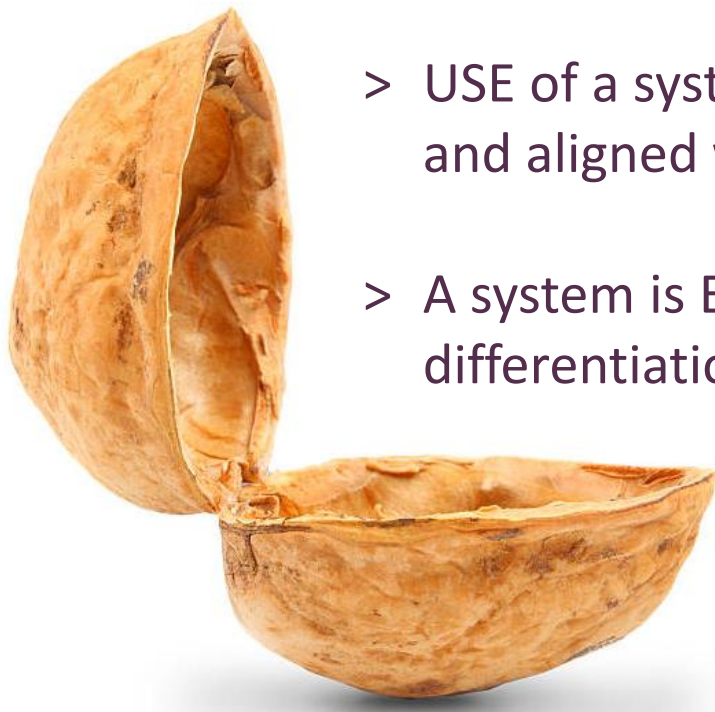 > USE of a syst
and aligned
> A system is
differentiatio